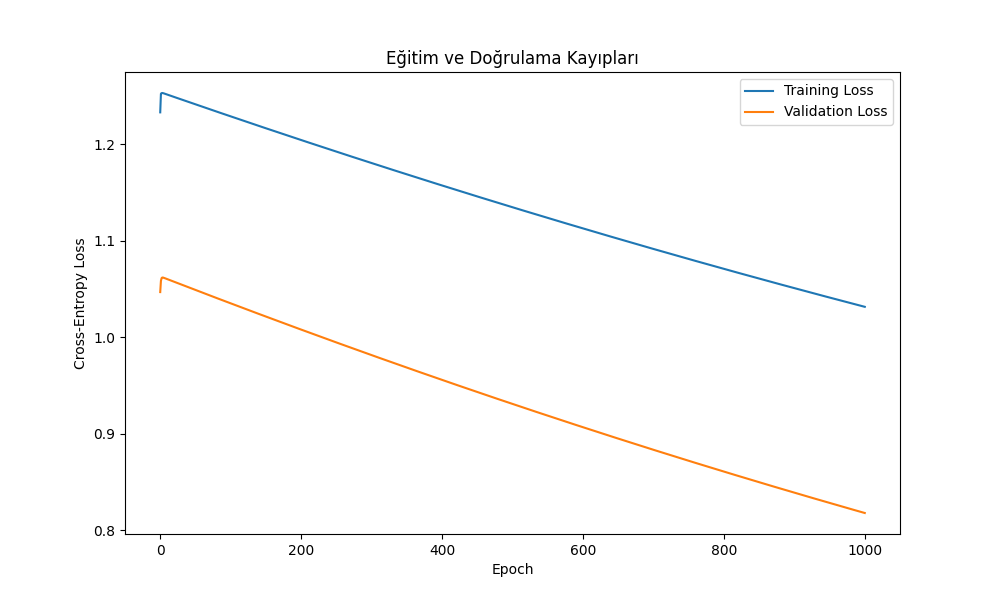 Eğitim ve Doğrulama Kayıpları
Training Loss
Validation Loss
Cross-Entropy Loss
1.2
1.1
1.0
0.9
0.8
0 200 400 600 800 1000
Epoch